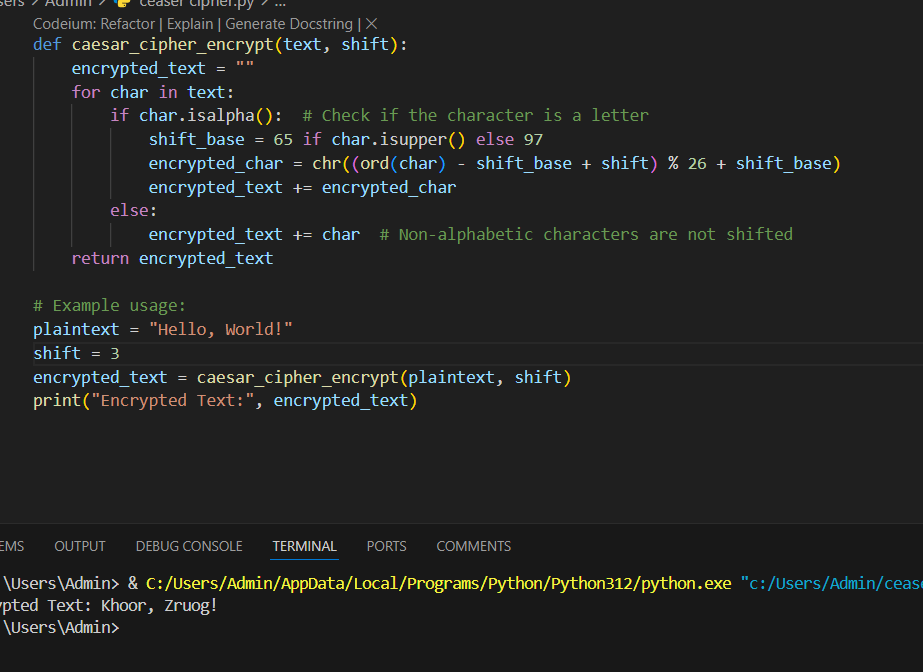 Admin > ceaser cipher.py > ...
Codeium: Refactor | Explain | Generate Docstring | ×
def caesar_cipher_encrypt(text, shift):
    encrypted_text = ""
    for char in text:
        if char.isalpha():  # Check if the character is a letter
            shift_base = 65 if char.isupper() else 97
            encrypted_char = chr((ord(char) - shift_base + shift) % 26 + shift_base)
            encrypted_text += encrypted_char
        else:
            encrypted_text += char  # Non-alphabetic characters are not shifted
    return encrypted_text

# Example usage:
plaintext = "Hello, World!"
shift = 3
encrypted_text = caesar_cipher_encrypt(plaintext, shift)
print("Encrypted Text:", encrypted_text)
EMS OUTPUT DEBUG CONSOLE TERMINAL PORTS COMMENTS
\Users\Admin> & C:/Users/Admin/AppData/Local/Programs/Python/Python312/python.exe "c:/Users/Admin/cease
ypted Text: Khoor, Zruog!
\Users\Admin>